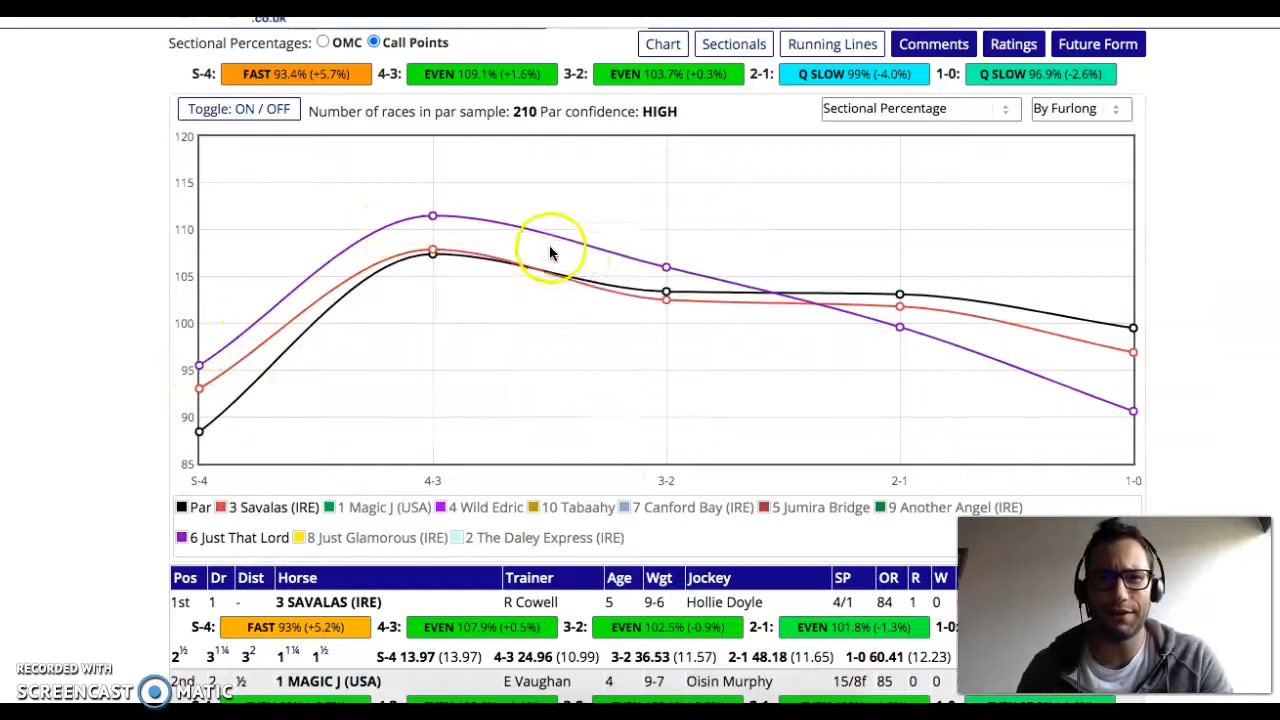 .co.uk
Sectional Percentages: OMC Call Points Chart Sectionals Running Lines Comments Ratings Future Form
S-4: FAST 93.4% (+5.7%) 4-3: EVEN 109.1% (+1.6%) 3-2: EVEN 103.7% (+0.3%) 2-1: Q SLOW 99% (-4.0%) 1-0: Q SLOW 96.9% (-2.6%)
Toggle: ON / OFF Number of races in par sample: 210 Par confidence: HIGH Sectional Percentage By Furlong
120
115
110
105
100
95
90
85
S-4 4-3 3-2 2-1 1-0
Par 3 Savalas (IRE) 1 Magic J (USA) 4 Wild Edric 10 Tabaahy 7 Canford Bay (IRE) 5 Jumira Bridge 9 Another Angel (IRE)
6 Just That Lord 8 Just Glamorous (IRE) 2 The Daley Express (IRE)
Pos Dr Dist Horse Trainer Age Wgt Jockey SP OR R W
1st 1 - 3 SAVALAS (IRE) R Cowell 5 9-6 Hollie Doyle 4/1 84 1 0
S-4: FAST 93% (+5.2%) 4-3: EVEN 107.9% (+0.5%) 3-2: EVEN 102.5% (-0.9%) 2-1: EVEN 101.8% (-1.3%) 1-0:
2½ 31¼ 3² 11¼ 1½ S-4 13.97 (13.97) 4-3 24.96 (10.99) 3-2 36.53 (11.57) 2-1 48.18 (11.65) 1-0 60.41 (12.23)
2nd 2 ½ 1 MAGIC J (USA) E Vaughan 4 9-7 Oisin Murphy 15/8f 85 0 0
RECORDED WITH
SCREENCAST MATIC